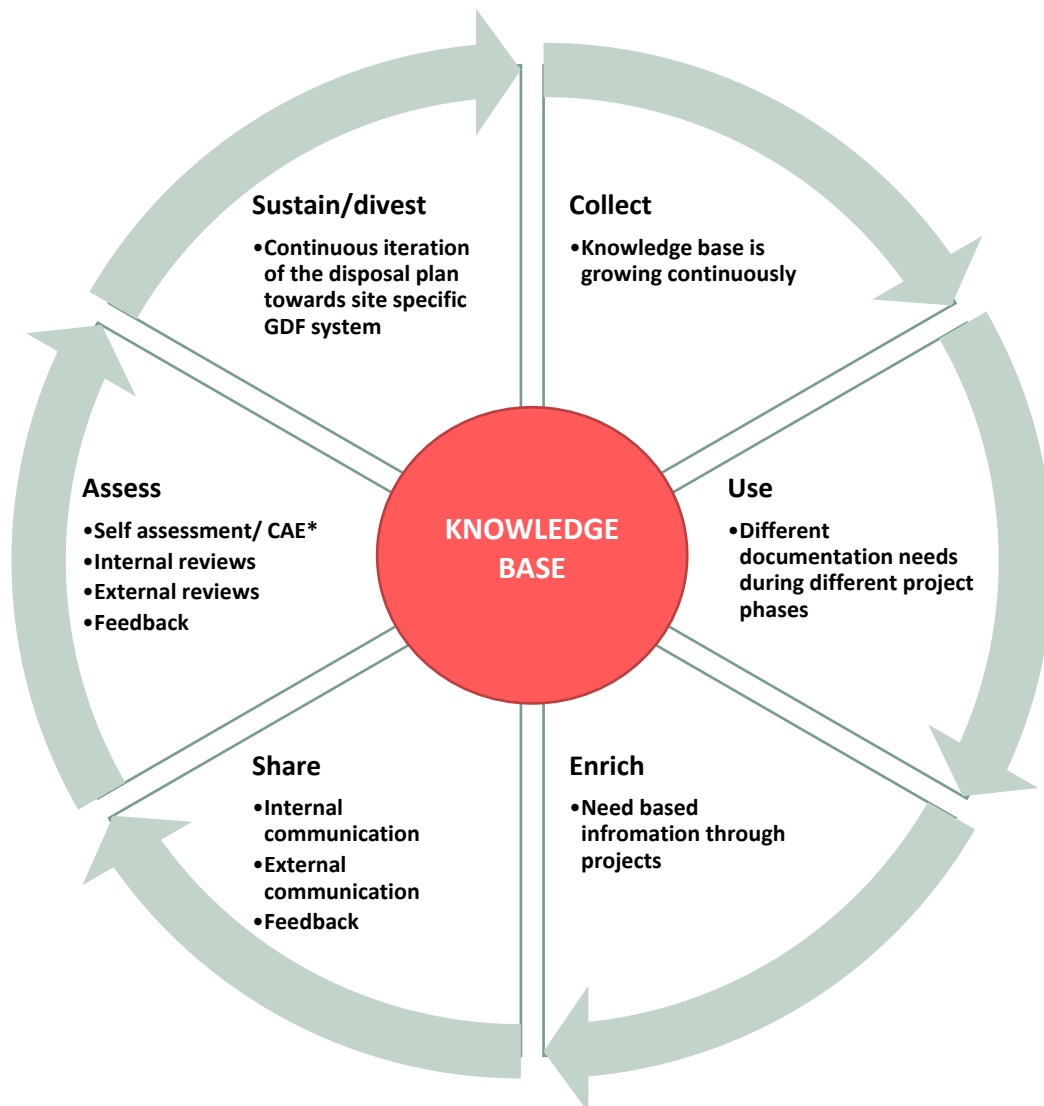 Sustain/divest
•Continuous iteration
of the disposal plan
towards site specific
GDF system
Collect
•Knowledge base is
growing continuously
Assess
•Self assessment/ CAE*
•Internal reviews
•External reviews
•Feedback
KNOWLEDGE
BASE
Use
•Different
documentation needs
during different project
phases
Share
•Internal
communication
•External
communication
•Feedback
Enrich
•Need based
infromation through
projects